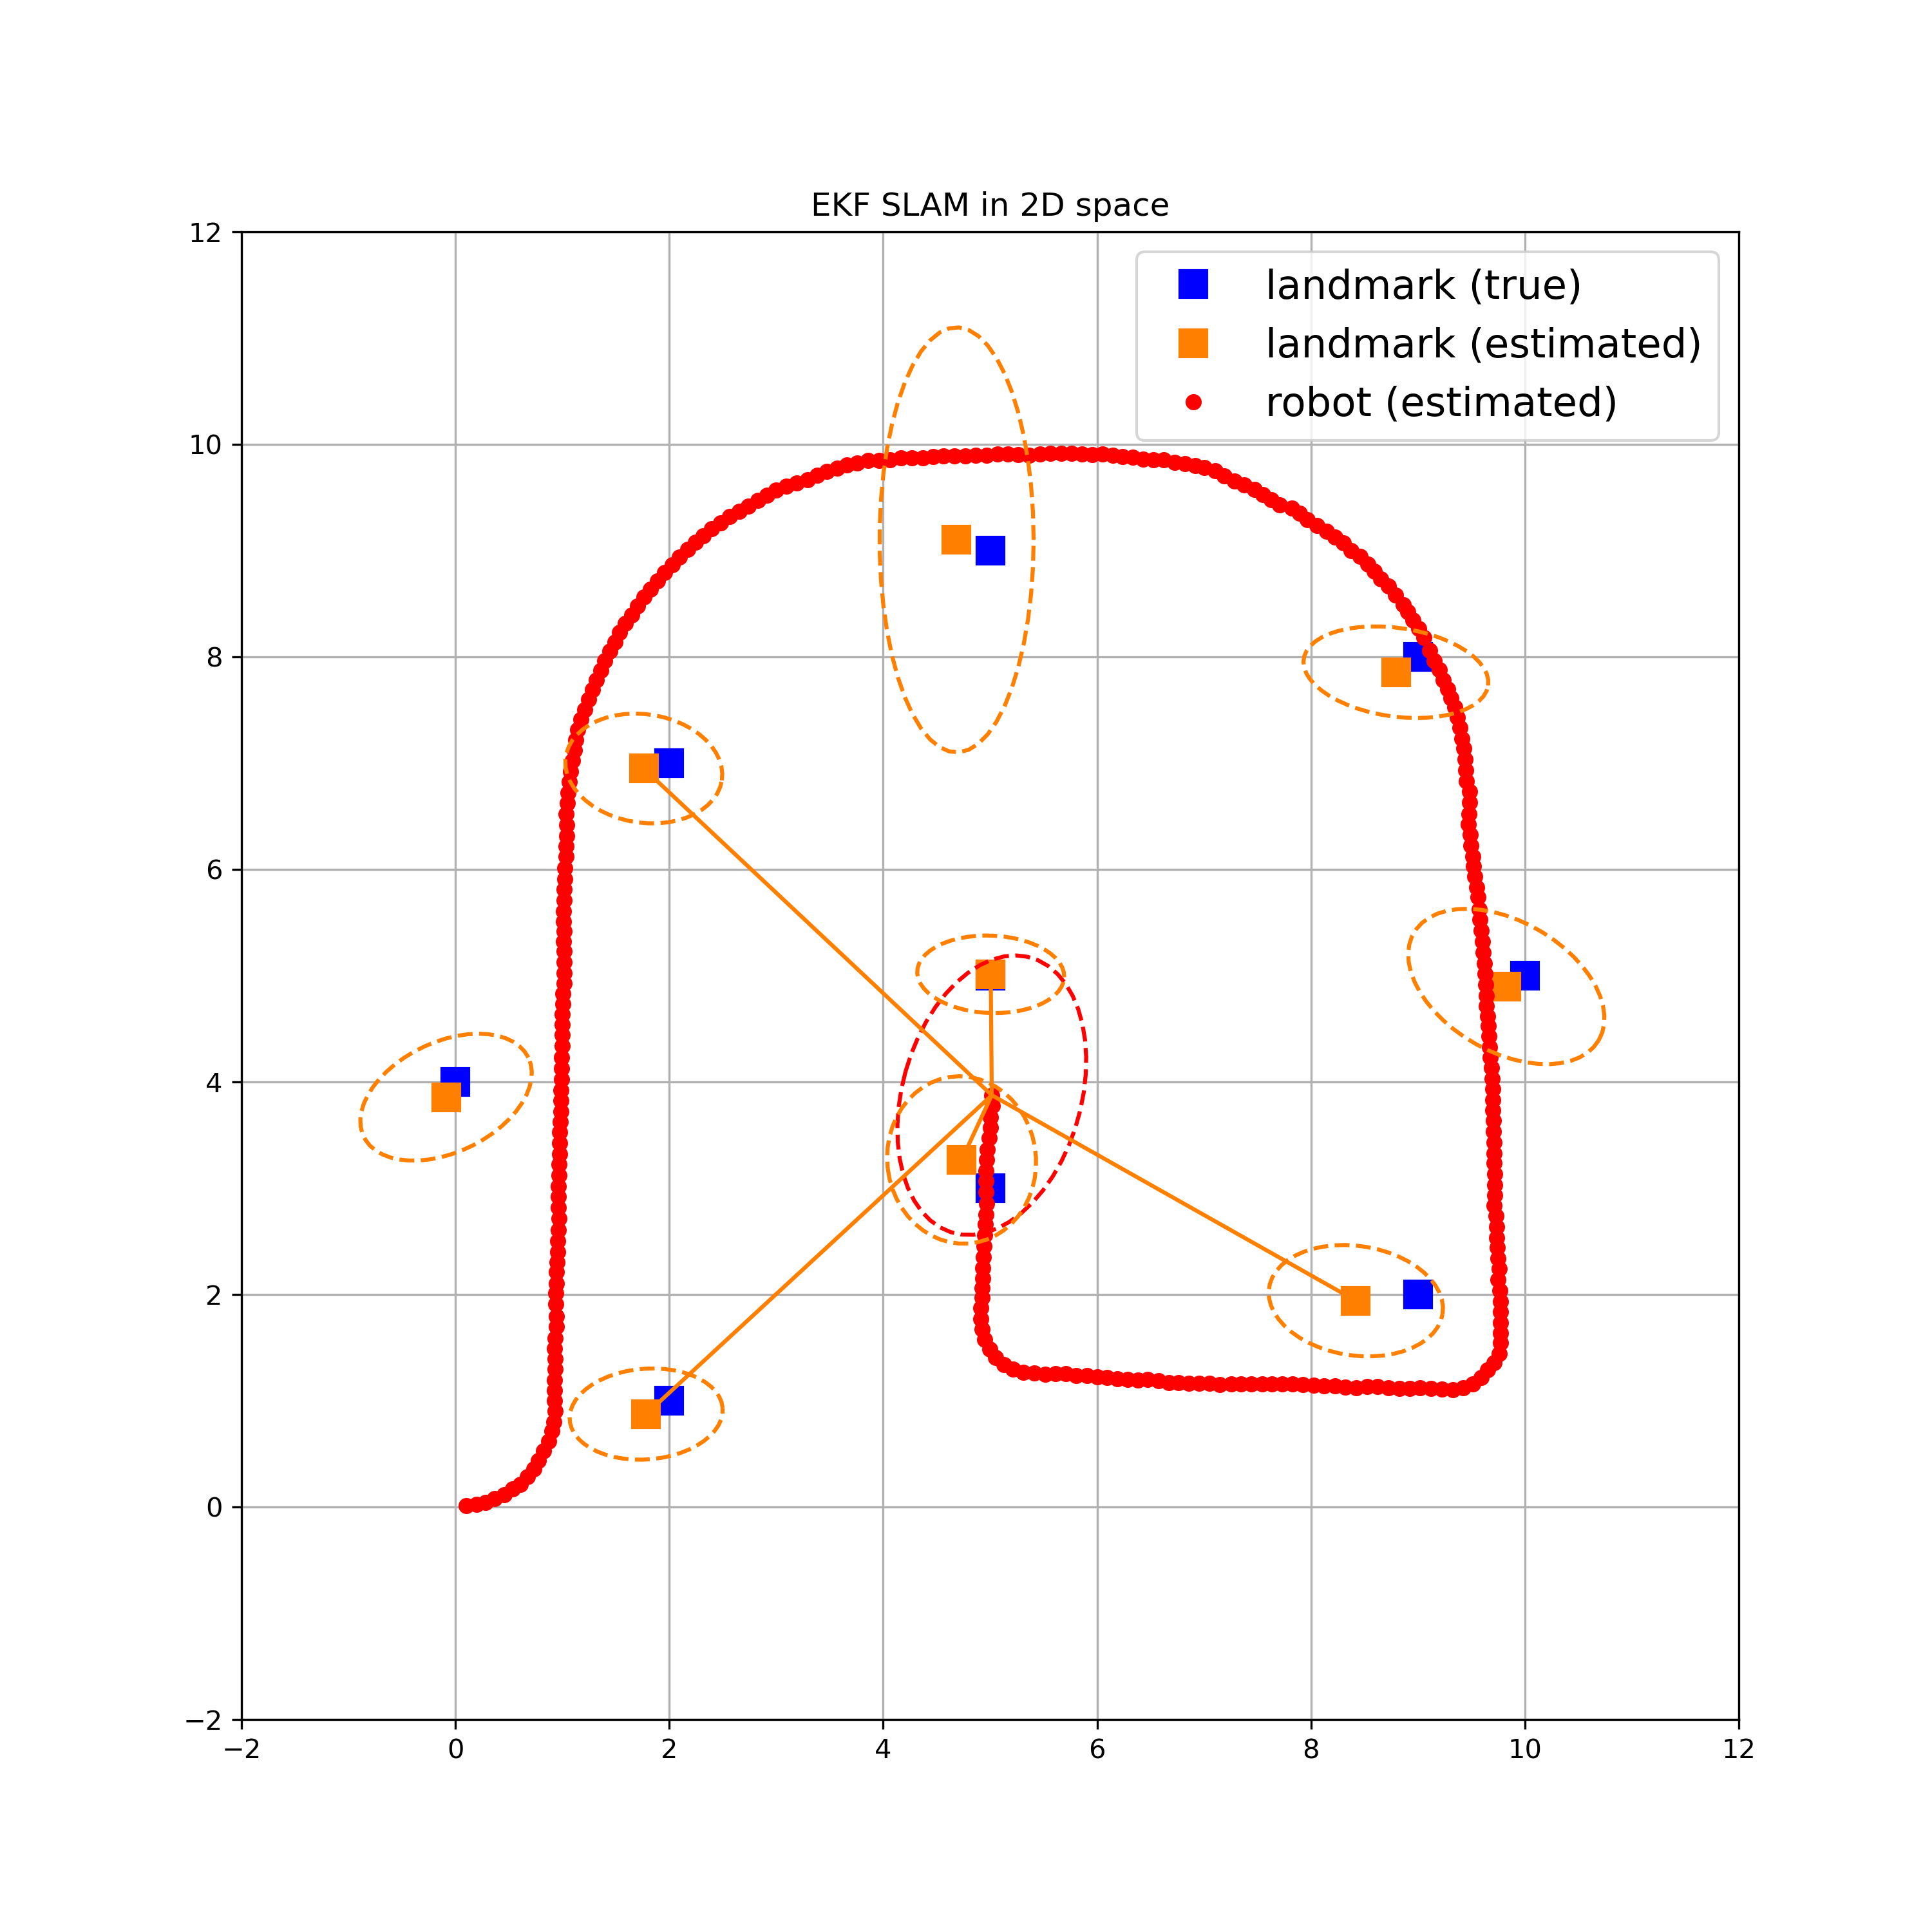 EKF SLAM in 2D space
landmark (true)
landmark (estimated)
robot (estimated)
12
10
8
6
4
2
0
−2
−2 0 2 4 6 8 10 12